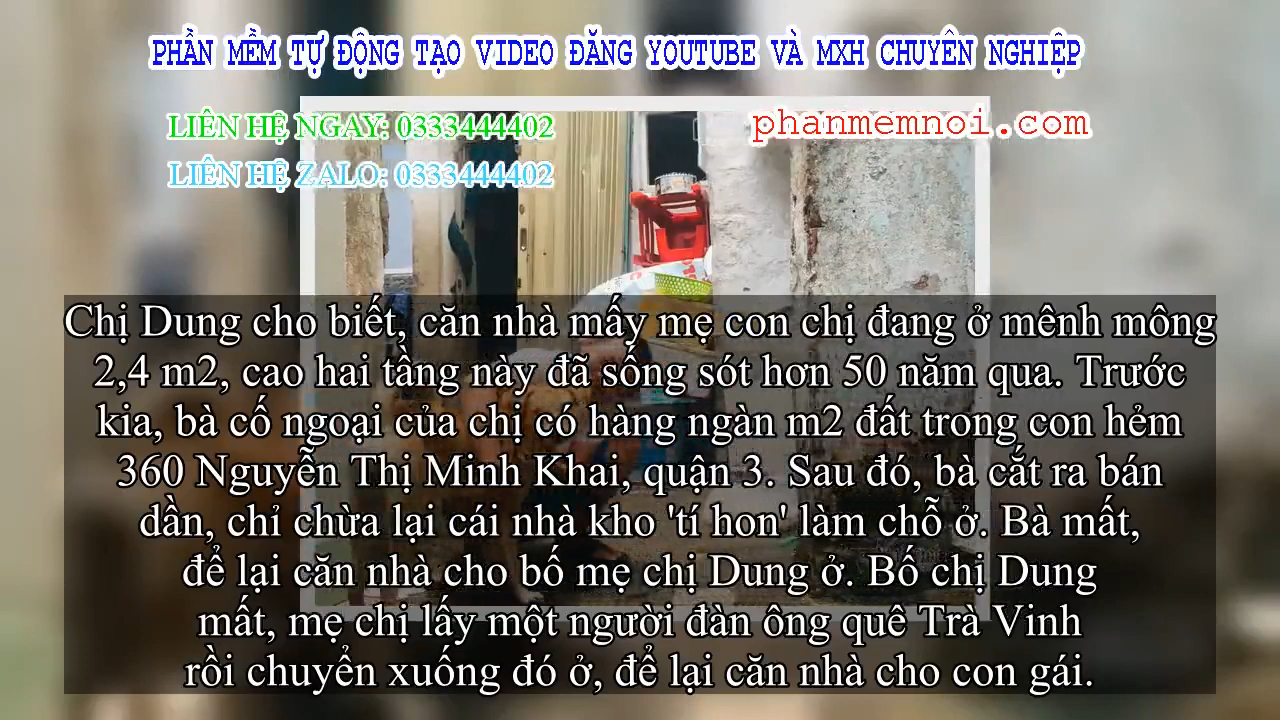 PHẦN MỀM TỰ ĐỘNG TẠO VIDEO ĐĂNG YOUTUBE VÀ MXH CHUYÊN NGHIỆP
LIÊN HỆ NGAY: 0333444402
phanmemnoi.com
LIÊN HỆ ZALO: 0333444402
Chị Dung cho biết, căn nhà mấy mẹ con chị đang ở mênh mông
2,4 m2, cao hai tầng này đã sống sót hơn 50 năm qua. Trước
kia, bà cố ngoại của chị có hàng ngàn m2 đất trong con hẻm
360 Nguyễn Thị Minh Khai, quận 3. Sau đó, bà cắt ra bán
dần, chỉ chừa lại cái nhà kho 'tí hon' làm chỗ ở. Bà mất,
để lại căn nhà cho bố mẹ chị Dung ở. Bố chị Dung
mất, mẹ chị lấy một người đàn ông quê Trà Vinh
rồi chuyển xuống đó ở, để lại căn nhà cho con gái.